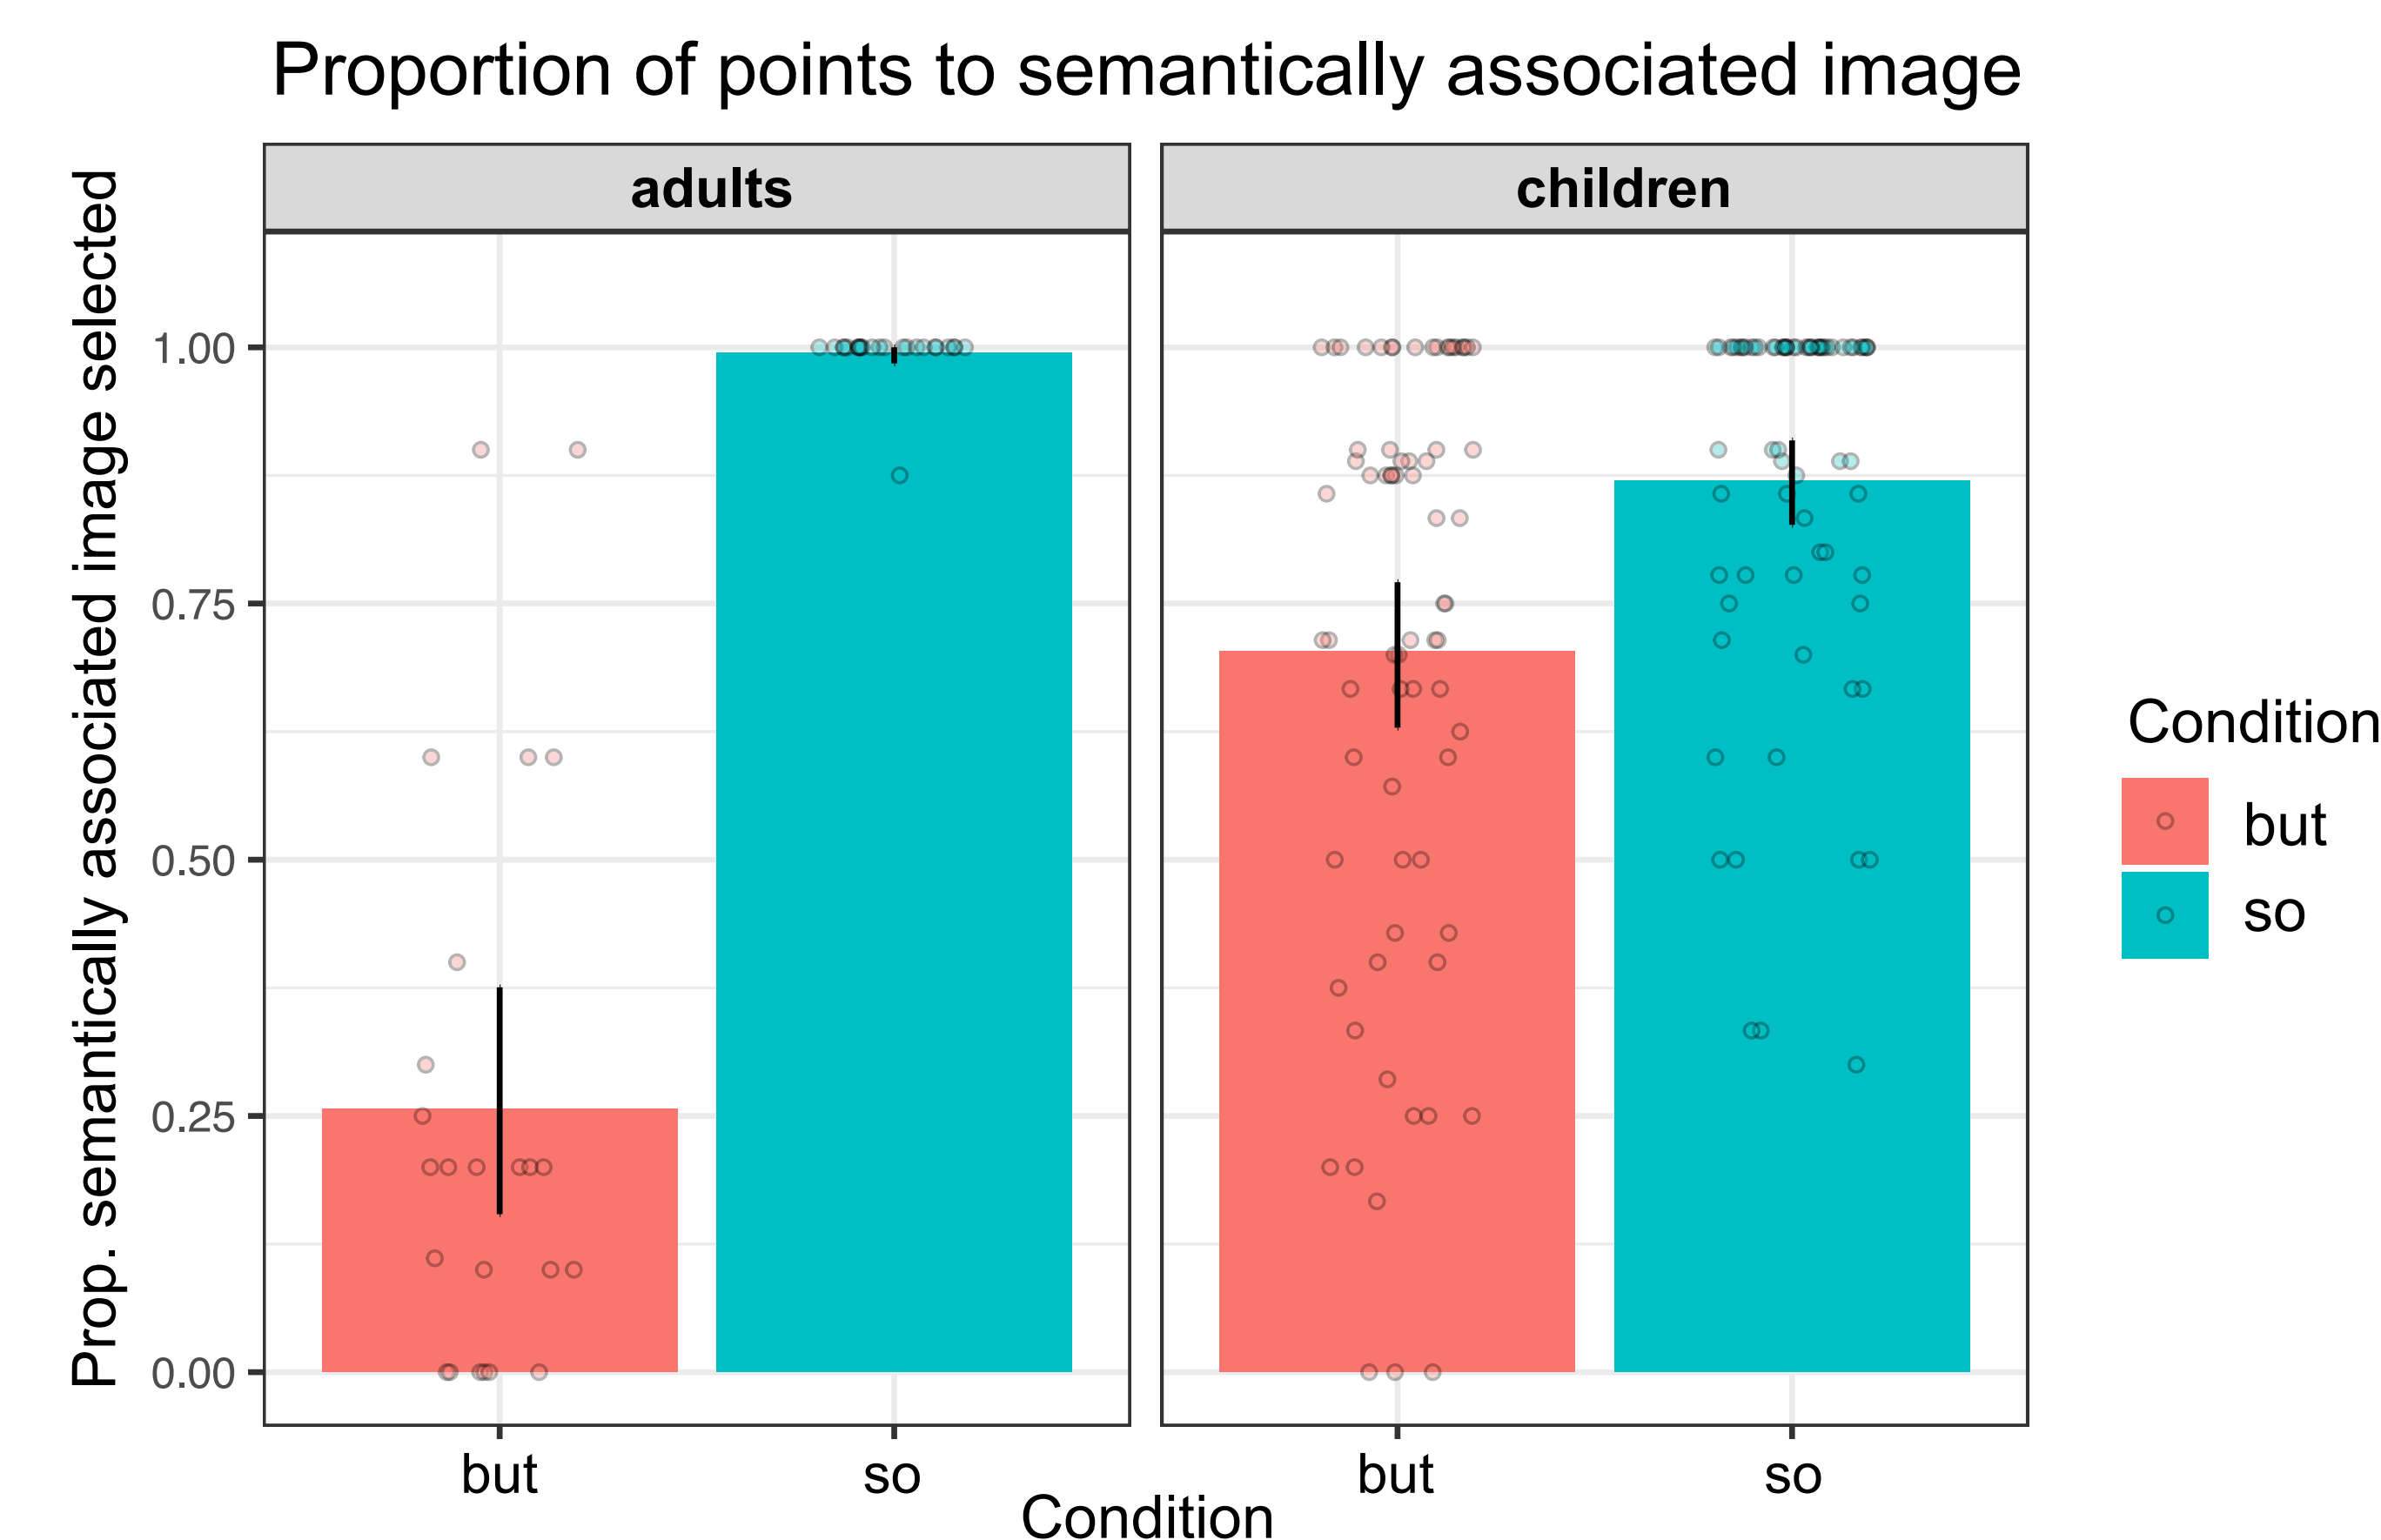 Proportion of points to semantically associated image
adults
children
Prop. semantically associated image selected
1.00
0.75
0.50
0.25
0.00
but
so
but
so
Condition
Condition
but
so